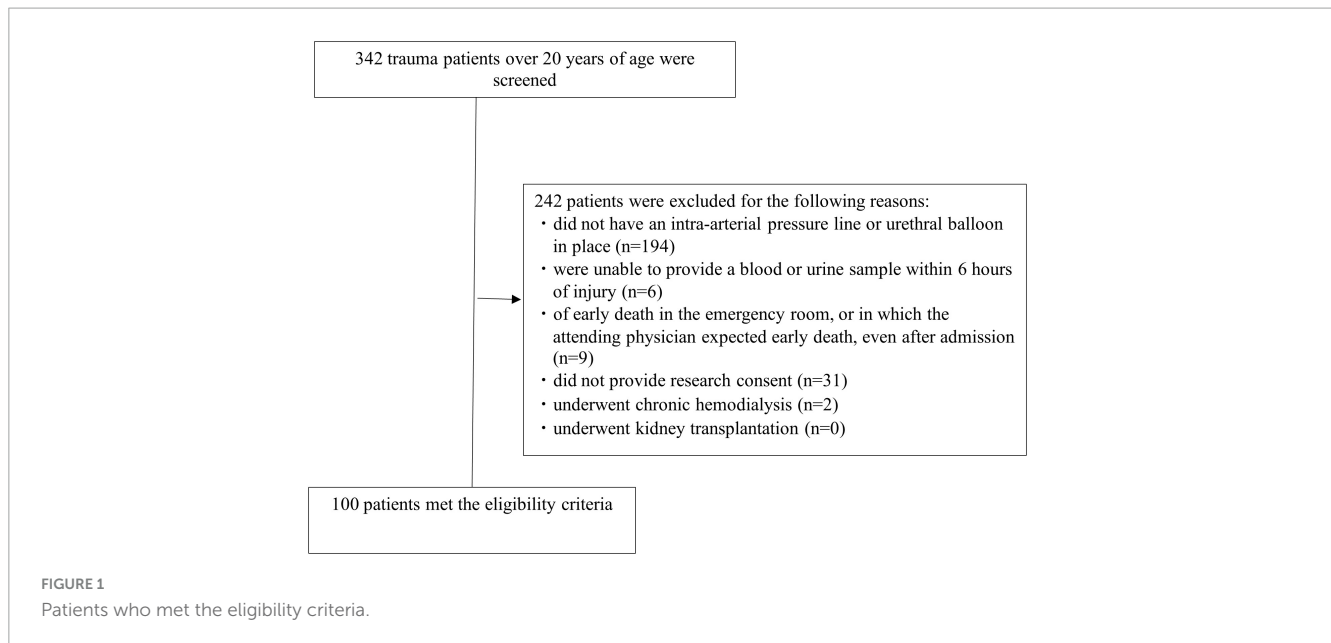 342 trauma patients over 20 years of age were
screened
242 patients were excluded for the following reasons:
・did not have an intra-arterial pressure line or urethral balloon
in place (n=194)
・were unable to provide a blood or urine sample within 6 hours
of injury (n=6)
・of early death in the emergency room, or in which the
attending physician expected early death, even after admission
(n=9)
・did not provide research consent (n=31)
・underwent chronic hemodialysis (n=2)
・underwent kidney transplantation (n=0)
100 patients met the eligibility criteria
FIGURE 1
Patients who met the eligibility criteria.